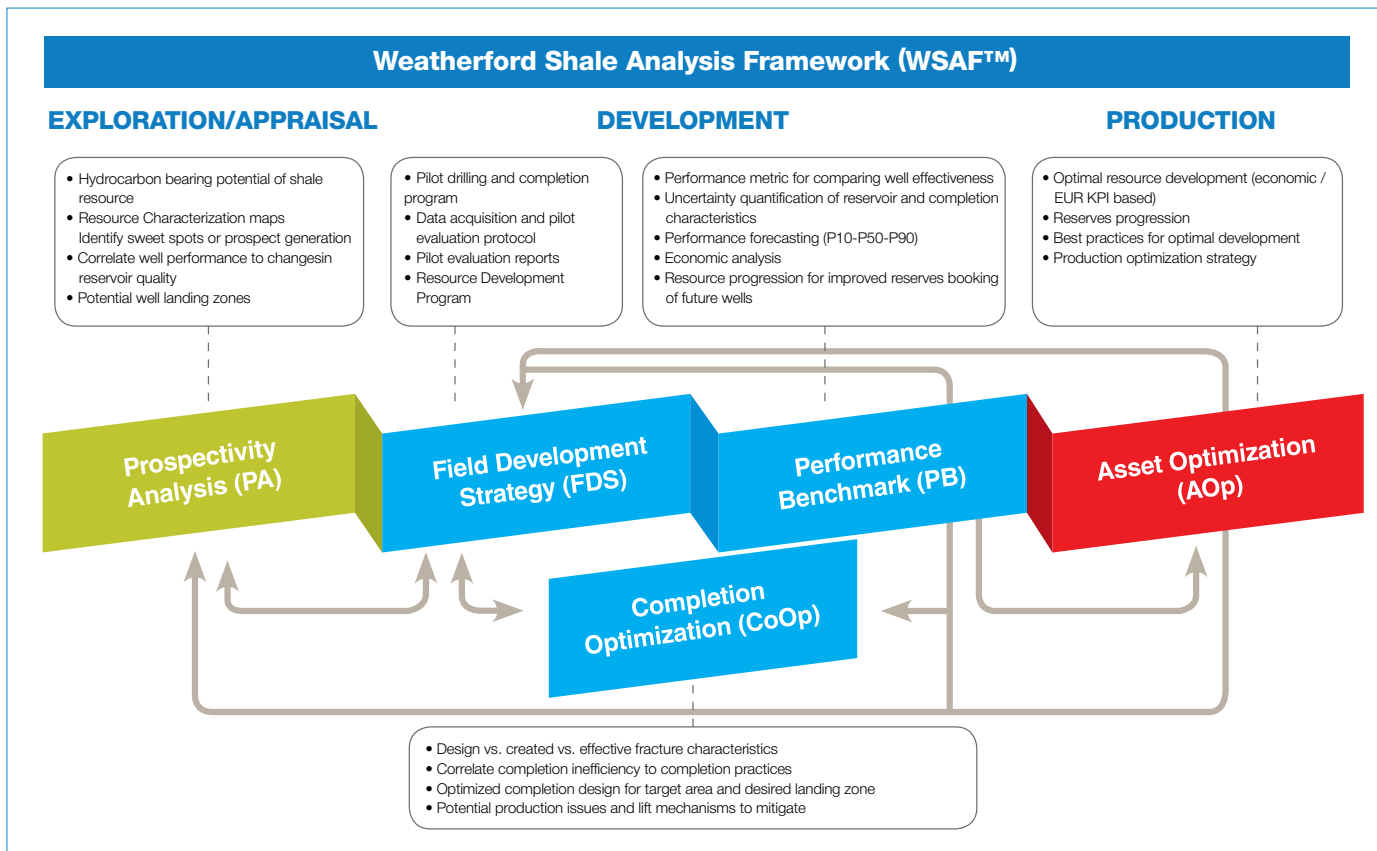 Weatherford Shale Analysis Framework (WSAF™)
EXPLORATION/APPRAISAL
DEVELOPMENT
PRODUCTION
• Hydrocarbon bearing potential of shale
resource
• Resource Characterization maps
Identify sweet spots or prospect generation
• Correlate well performance to changesin
reservoir quality
• Potential well landing zones
• Pilot drilling and completion
program
• Data acquisition and pilot
evaluation protocol
• Pilot evaluation reports
• Resource Development
Program
• Performance metric for comparing well effectiveness
• Uncertainty quantification of reservoir and completion
characteristics
• Performance forecasting (P10-P50-P90)
• Economic analysis
• Resource progression for improved reserves booking
of future wells
• Optimal resource development (economic /
EUR KPI based)
• Reserves progression
• Best practices for optimal development
• Production optimization strategy
Prospectivity
Analysis (PA)
Field Development
Strategy (FDS)
Performance
Benchmark (PB)
Asset Optimization
(AOp)
Completion
Optimization (CoOp)
• Design vs. created vs. effective fracture characteristics
• Correlate completion inefficiency to completion practices
• Optimized completion design for target area and desired landing zone
• Potential production issues and lift mechanisms to mitigate